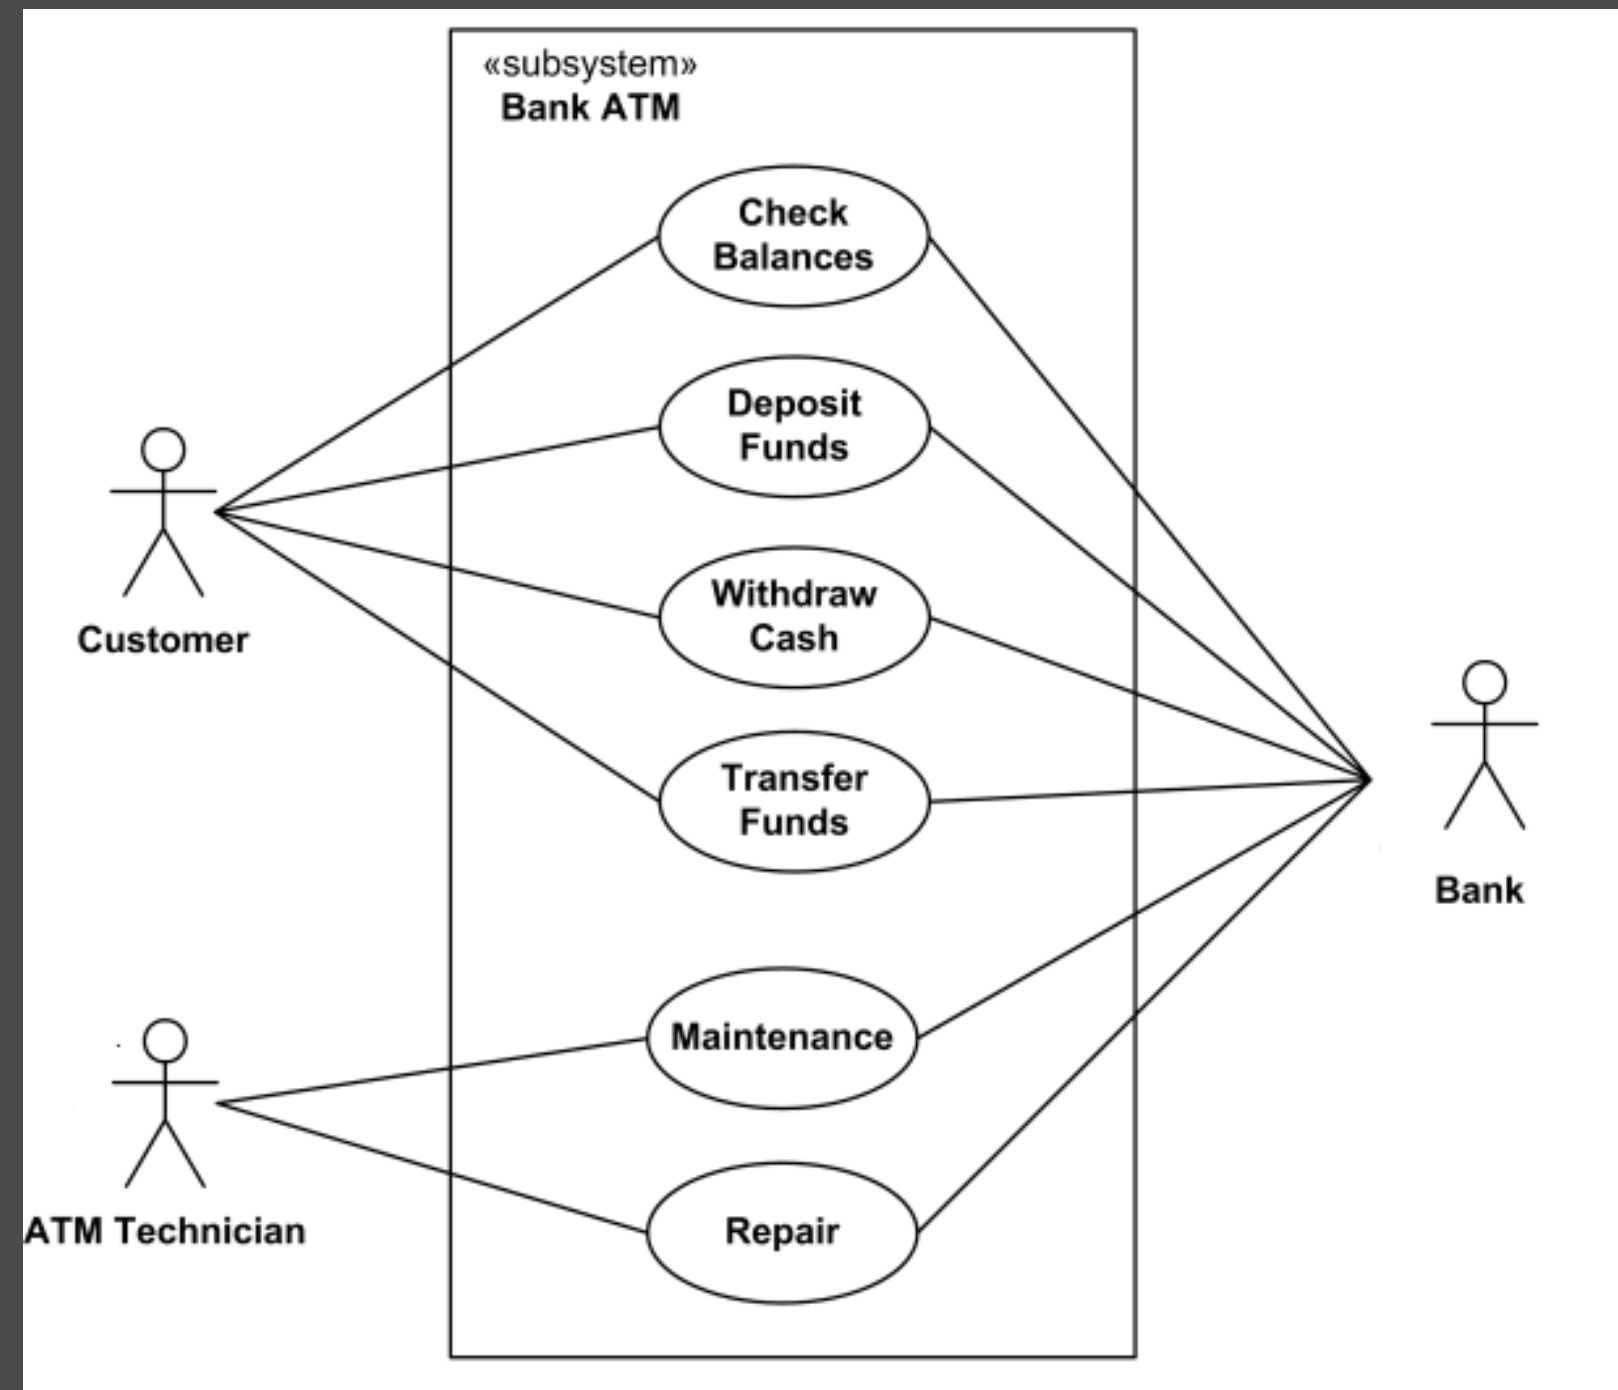 «subsystem»
Bank ATM
Check
Balances
Deposit
Funds
Withdraw
Cash
Customer
Transfer
Funds
Bank
Maintenance
ATM Technician
Repair